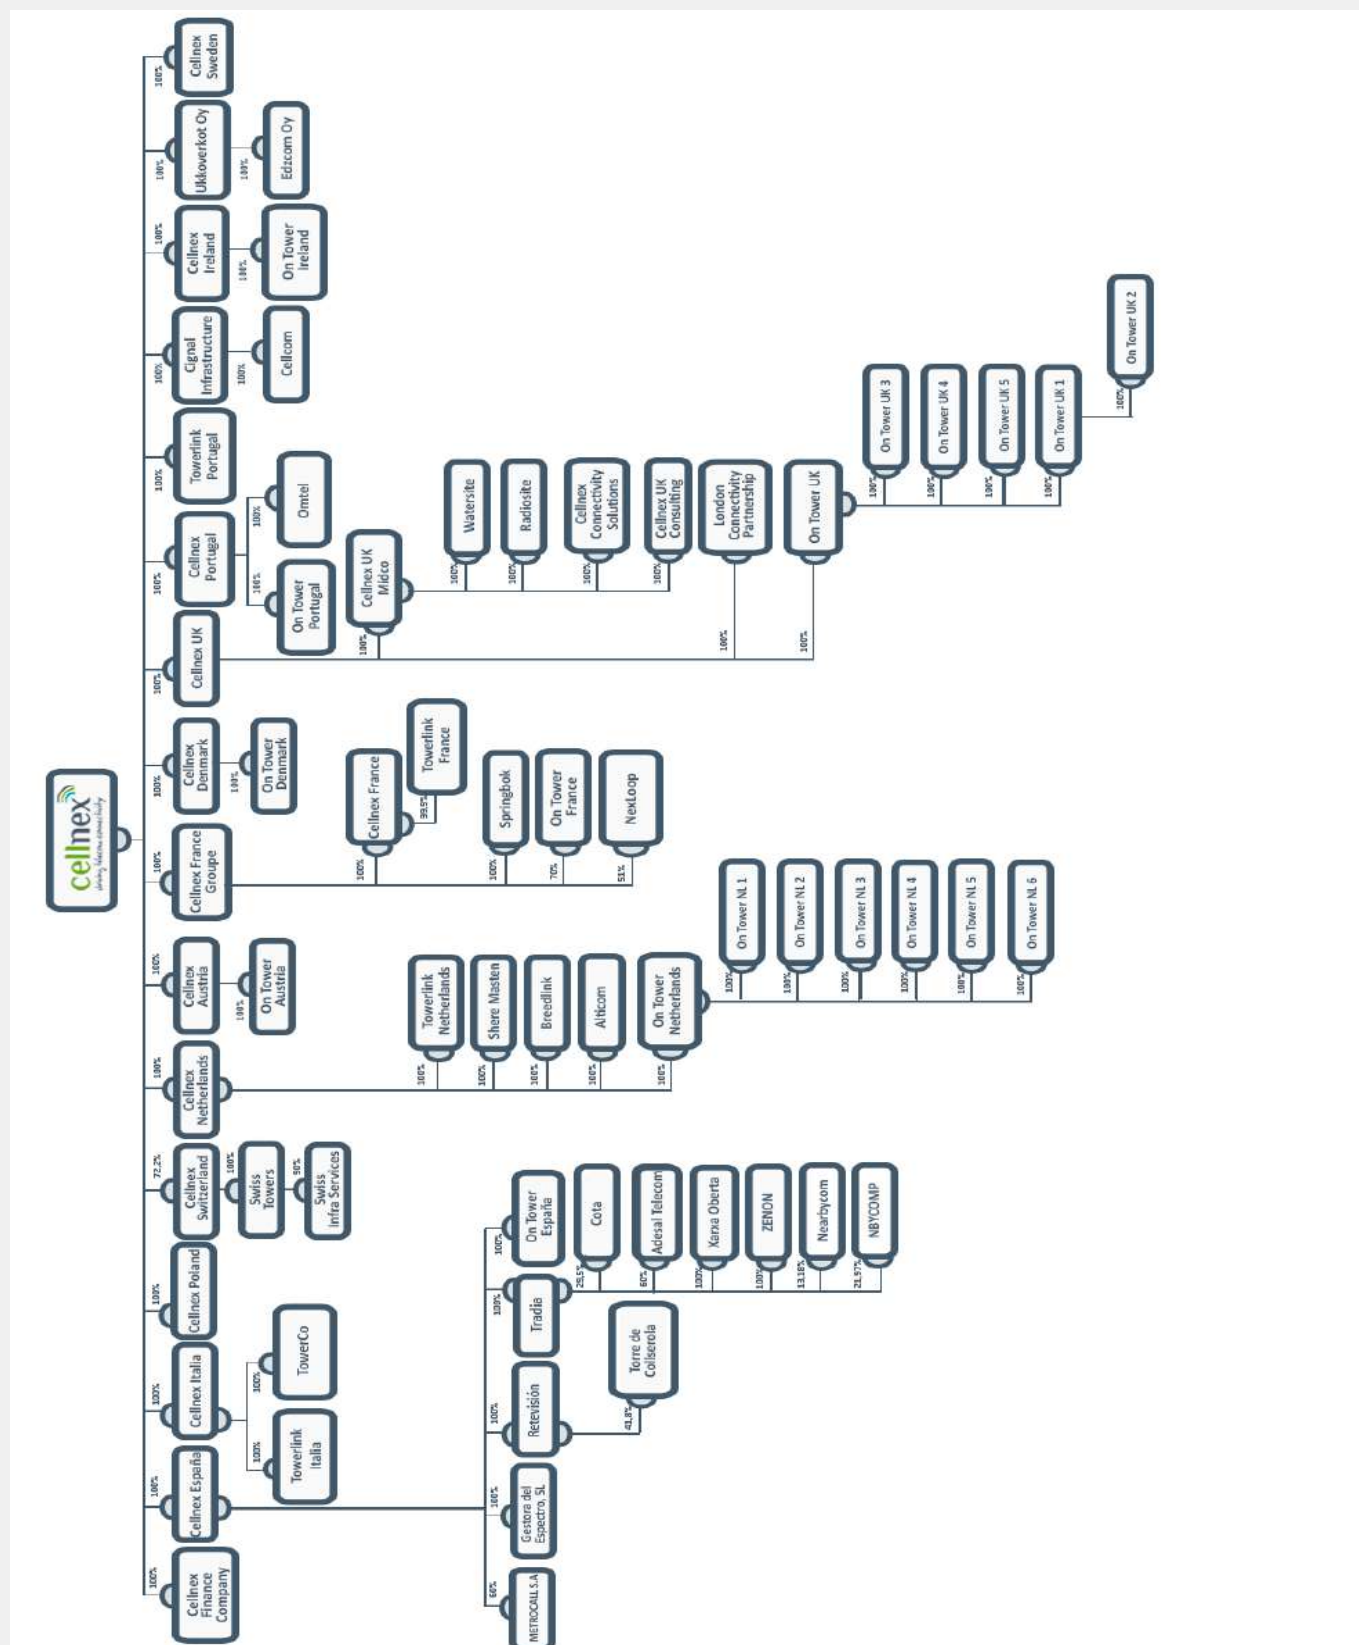 cellnex
driving telecom connectivity
100%
Cellnex
Finance
Company
100%
Cellnex España
60%
METROCALL S.A
100%
Gestora del
Espectro, SL
100%
Retevisión
41,8%
Torre de
Collserola
100%
Tradia
29,5%
Cota
60%
Adesal Telecom
100%
Xarxa Oberta
100%
ZENON
13,18%
Nearbycom
21,97%
NBYCOMP
100%
On Tower
España
100%
Cellnex Italia
100%
Towerlink
Italia
100%
TowerCo
100%
Cellnex Poland
72,2%
Cellnex
Switzerland
100%
Swiss
Towers
90%
Swiss
Infra Services
100%
Cellnex
Netherlands
100%
Towerlink
Netherlands
100%
Shere Masten
100%
Breedlink
100%
Alticom
100%
On Tower
Netherlands
100%
On Tower NL 1
100%
On Tower NL 2
100%
On Tower NL 3
100%
On Tower NL 4
100%
On Tower NL 5
100%
On Tower NL 6
100%
Cellnex
Austria
100%
On Tower
Austria
100%
Cellnex France
Groupe
100%
Cellnex France
99.9%
Towerlink
France
100%
Springbok
70%
On Tower
France
51%
NexLoop
100%
Cellnex
Denmark
100%
On Tower
Denmark
100%
Cellnex UK
100%
Cellnex UK
Midco
100%
Watersite
100%
Radiosite
100%
Cellnex
Connectivity
Solutions
100%
Cellnex UK
Consulting
100%
London
Connectivity
Partnership
100%
On Tower UK
100%
On Tower UK 3
100%
On Tower UK 4
100%
On Tower UK 5
100%
On Tower UK 1
100%
On Tower UK 2
100%
Cellnex
Portugal
100%
On Tower
Portugal
100%
Omtel
100%
Towerlink
Portugal
100%
Cignal
Infrastructure
100%
Cellcom
100%
Cellnex
Ireland
100%
On Tower
Ireland
100%
Ukkoverkot Oy
100%
Edzcom Oy
100%
Cellnex
Sweden